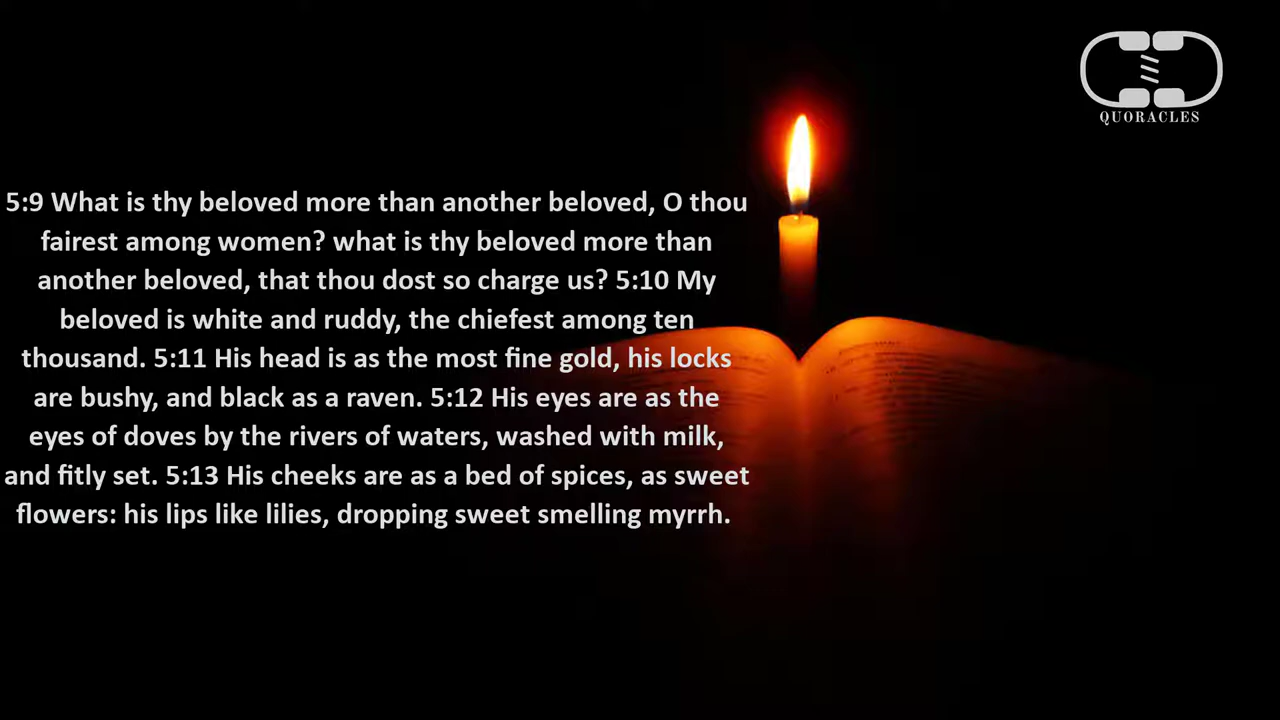 QUORACLES
5:9 What is thy beloved more than another beloved, O thou
fairest among women? what is thy beloved more than
another beloved, that thou dost so charge us? 5:10 My
beloved is white and ruddy, the chiefest among ten
thousand. 5:11 His head is as the most fine gold, his locks
are bushy, and black as a raven. 5:12 His eyes are as the
eyes of doves by the rivers of waters, washed with milk,
and fitly set. 5:13 His cheeks are as a bed of spices, as sweet
flowers: his lips like lilies, dropping sweet smelling myrrh.